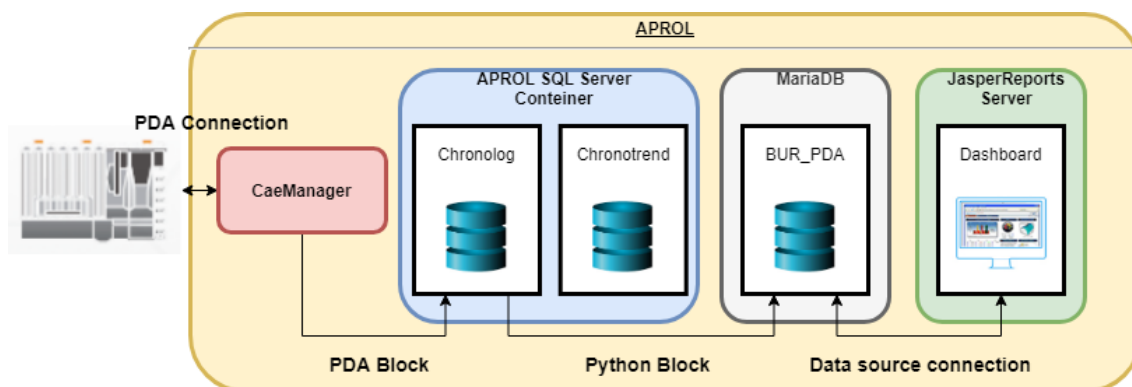 APROL
APROL SQL Server
Conteiner
MariaDB
JasperReports
Server
PDA Connection
CaeManager
Chronolog
Chronotrend
BUR_PDA
Dashboard
PDA Block
Python Block
Data source connection